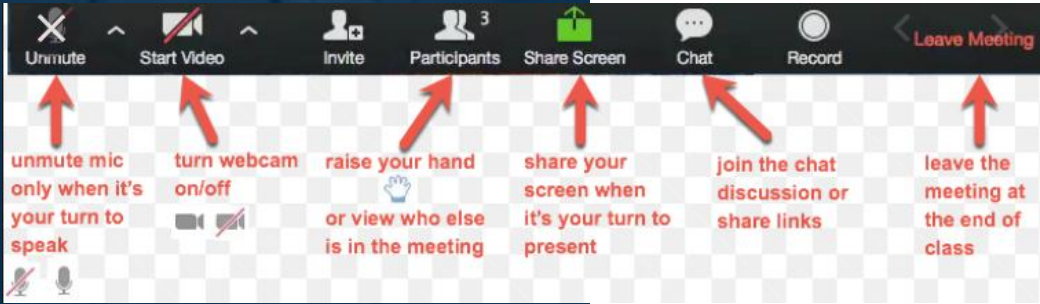 3
Unmute
Start Video
Invite
Participants
Share Screen
Chat
Record
Leave Meeting
unmute mic
only when it's
your turn to
speak
turn webcam
on/off
raise your hand
or view who else
is in the meeting
share your
screen when
it's your turn to
present
join the chat
discussion or
share links
leave the
meeting at
the end of
class